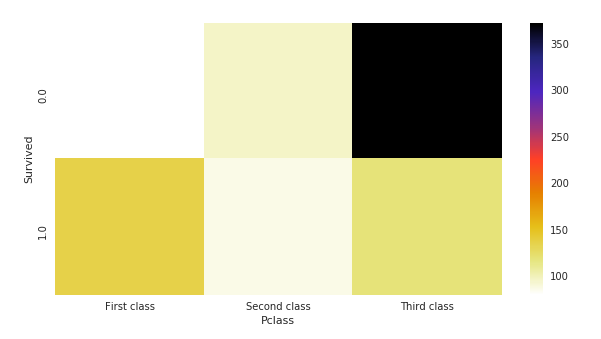 Survived
0.0
1.0
First class
Second class
Third class
Pclass
350
300
250
200
150
100